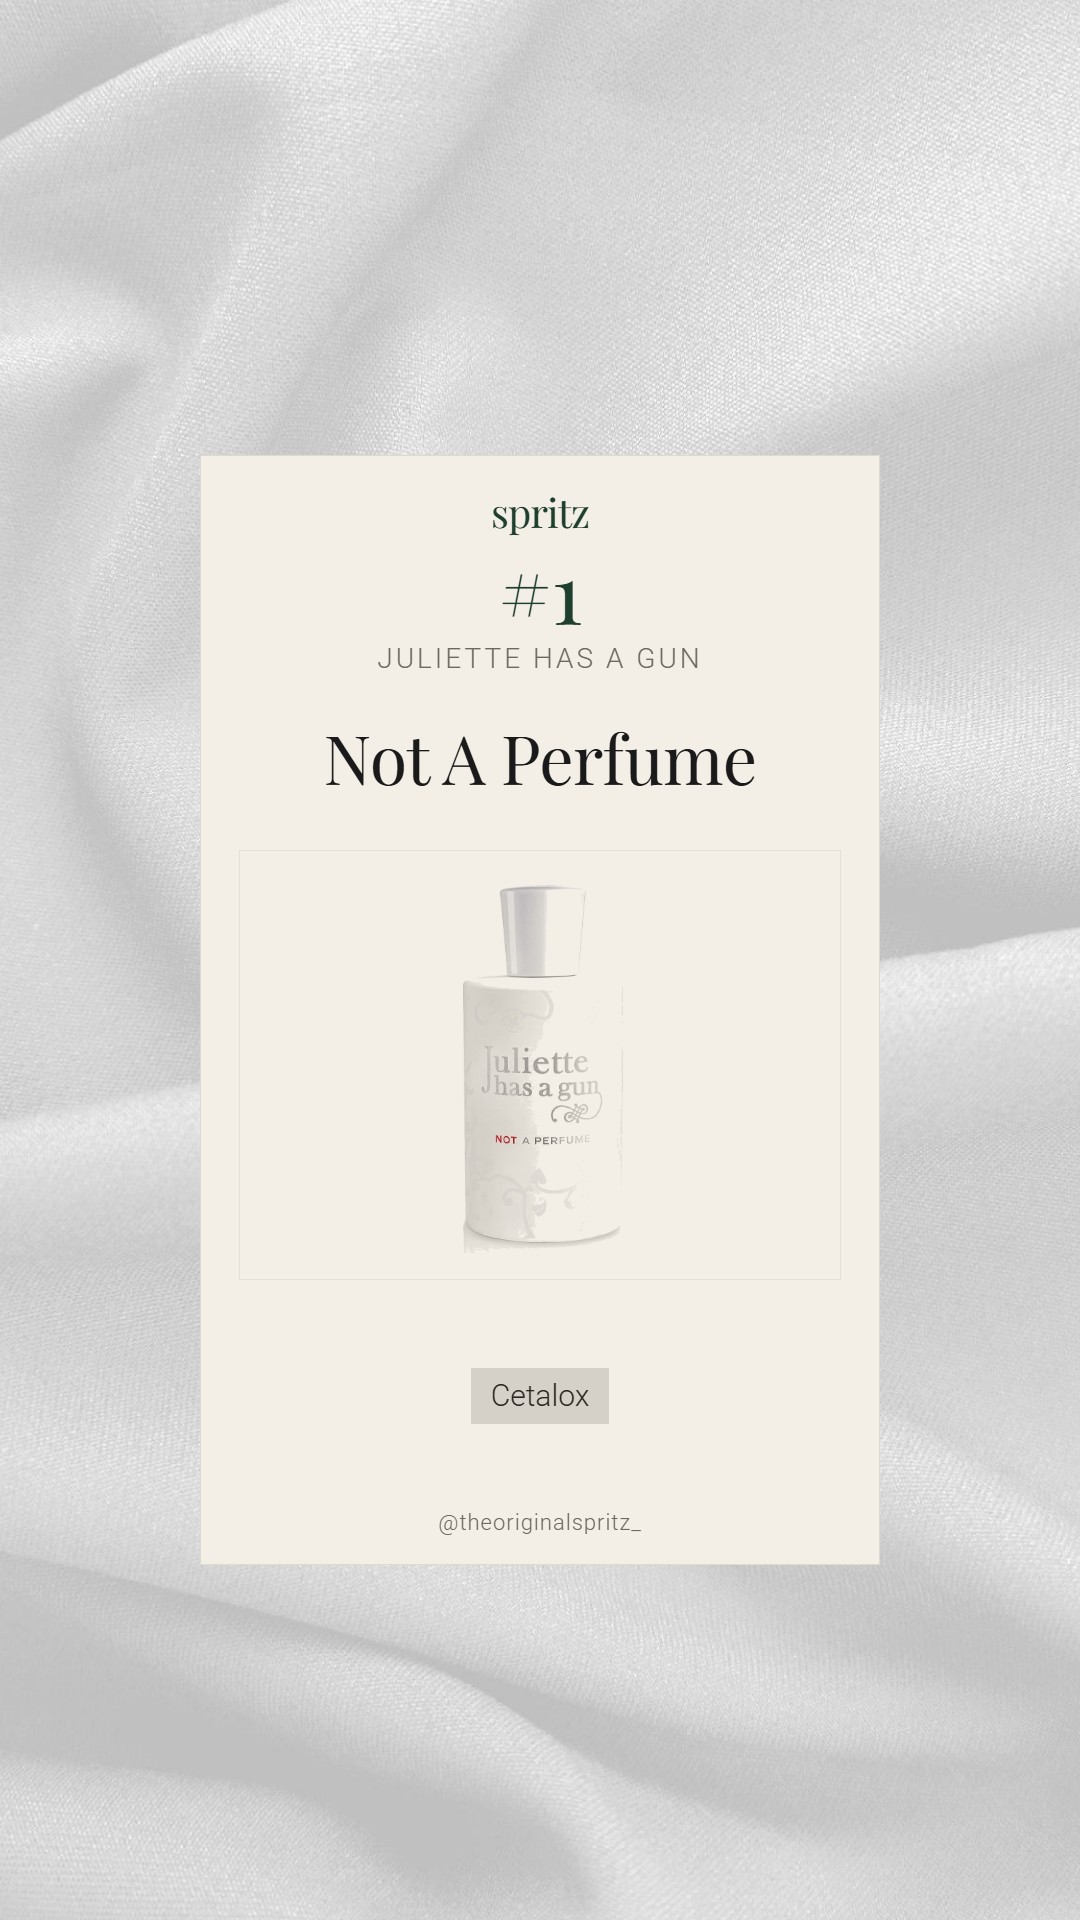 spritz
#1
JULIETTE HAS A GUN
Not A Perfume
Juliette
has a gun
NOT A PERFUME
Cetalox
@theoriginalspritz_